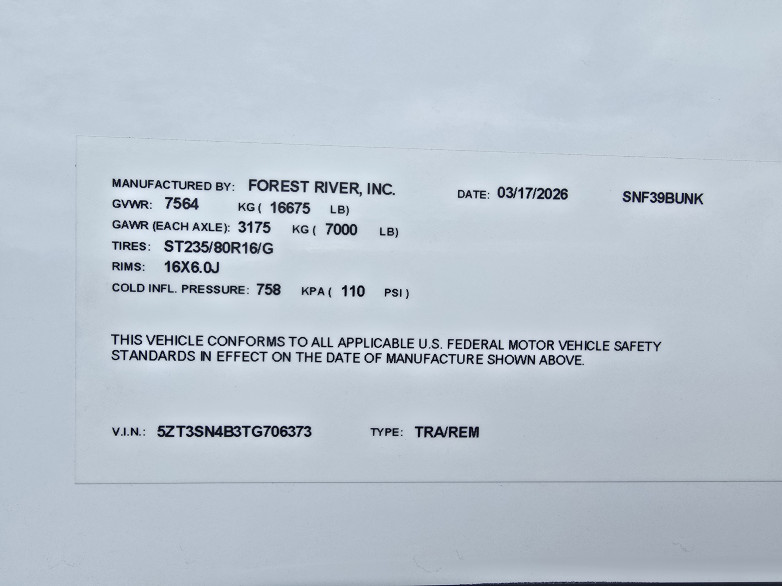 MANUFACTURED BY: FOREST RIVER, INC. DATE: 03/17/2026 SNF39BUNK
GVWR: 7564 KG ( 16675 LB)
GAWR (EACH AXLE): 3175 KG ( 7000 LB)
TIRES: ST235/80R16/G
RIMS: 16X6.0J
COLD INFL. PRESSURE: 758 KPA ( 110 PSI )
THIS VEHICLE CONFORMS TO ALL APPLICABLE U.S. FEDERAL MOTOR VEHICLE SAFETY
STANDARDS IN EFFECT ON THE DATE OF MANUFACTURE SHOWN ABOVE.
V.I.N.: 5ZT3SN4B3TG706373 TYPE: TRA/REM